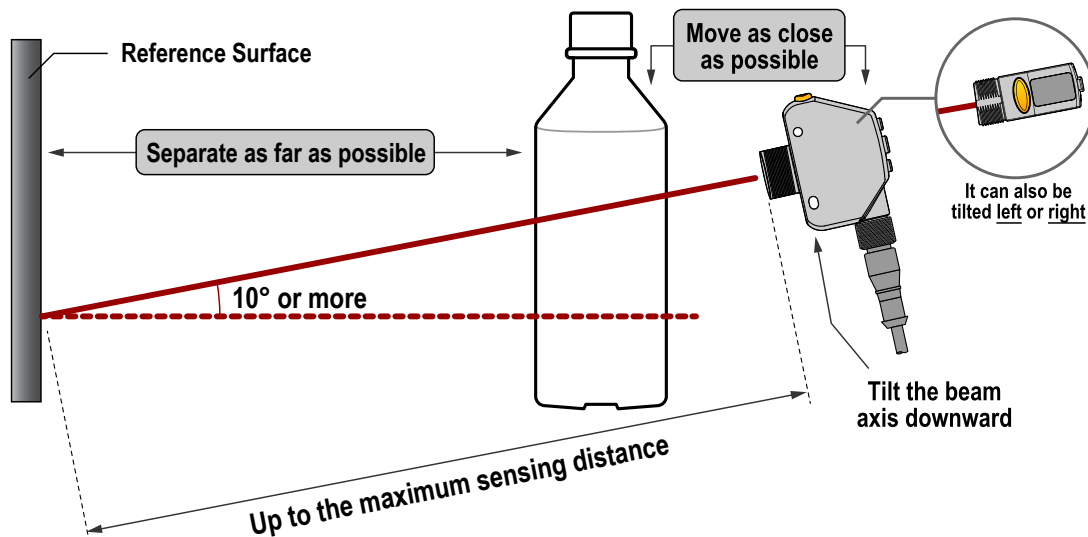 Reference Surface
Move as close
as possible
Separate as far as possible
It can also be
tilted left or right
10° or more
Tilt the beam
axis downward
Up to the maximum sensing distance